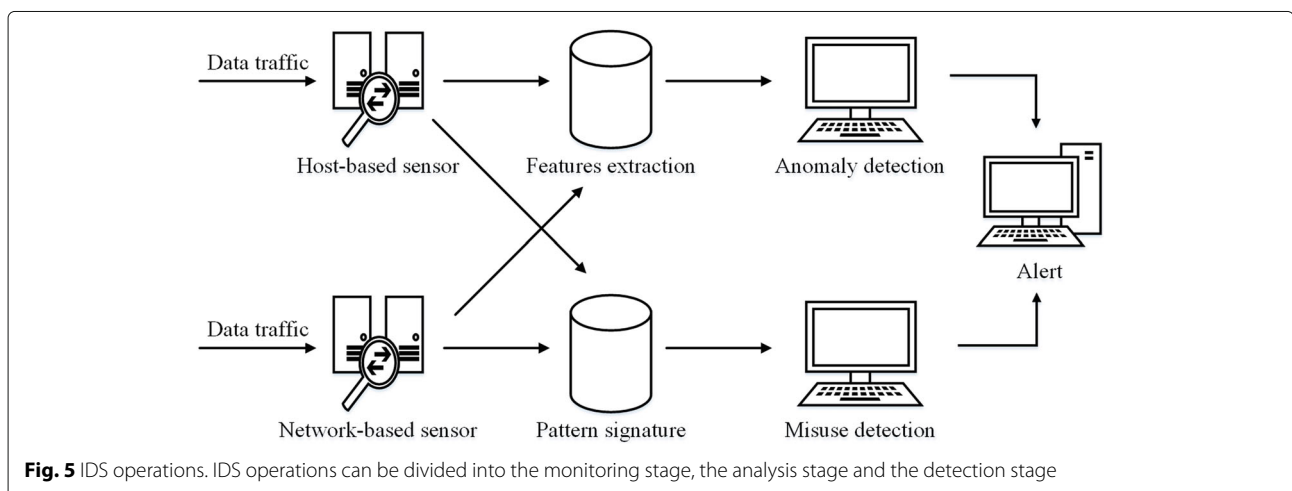 Data traffic
Host-based sensor
Features extraction
Anomaly detection
Alert
Data traffic
Network-based sensor
Pattern signature
Misuse detection
Fig. 5 IDS operations. IDS operations can be divided into the monitoring stage, the analysis stage and the detection stage